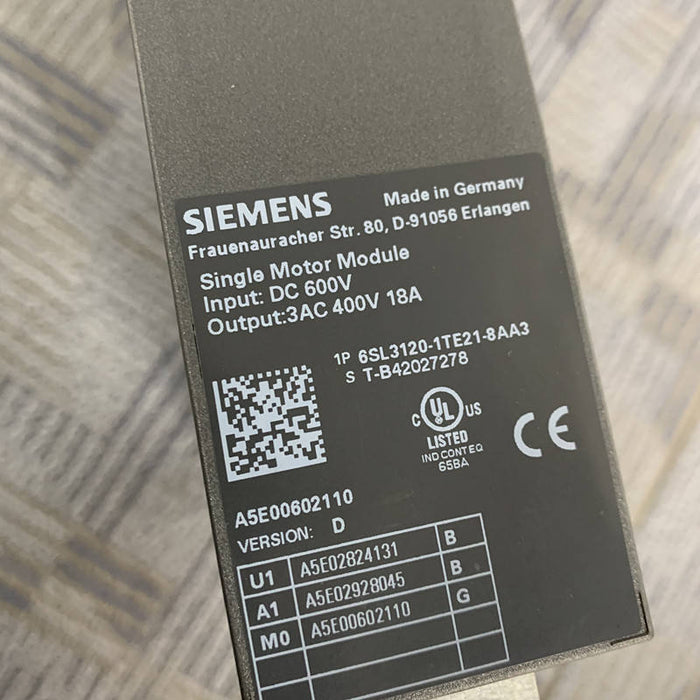 SIEMENS Made in Germany
Frauenauracher Str. 80, D-91056 Erlangen
Single Motor Module
Input: DC 600V
Output:3AC 400V 18A
1P 6SL3120-1TE21-8AA3
S T-B42027278
C UL US
LISTED
IND CONT EQ
65BA
CE
A5E00602110
VERSION: D
U1 A5E02824131 B
A1 A5E02928045 B
M0 A5E00602110 G